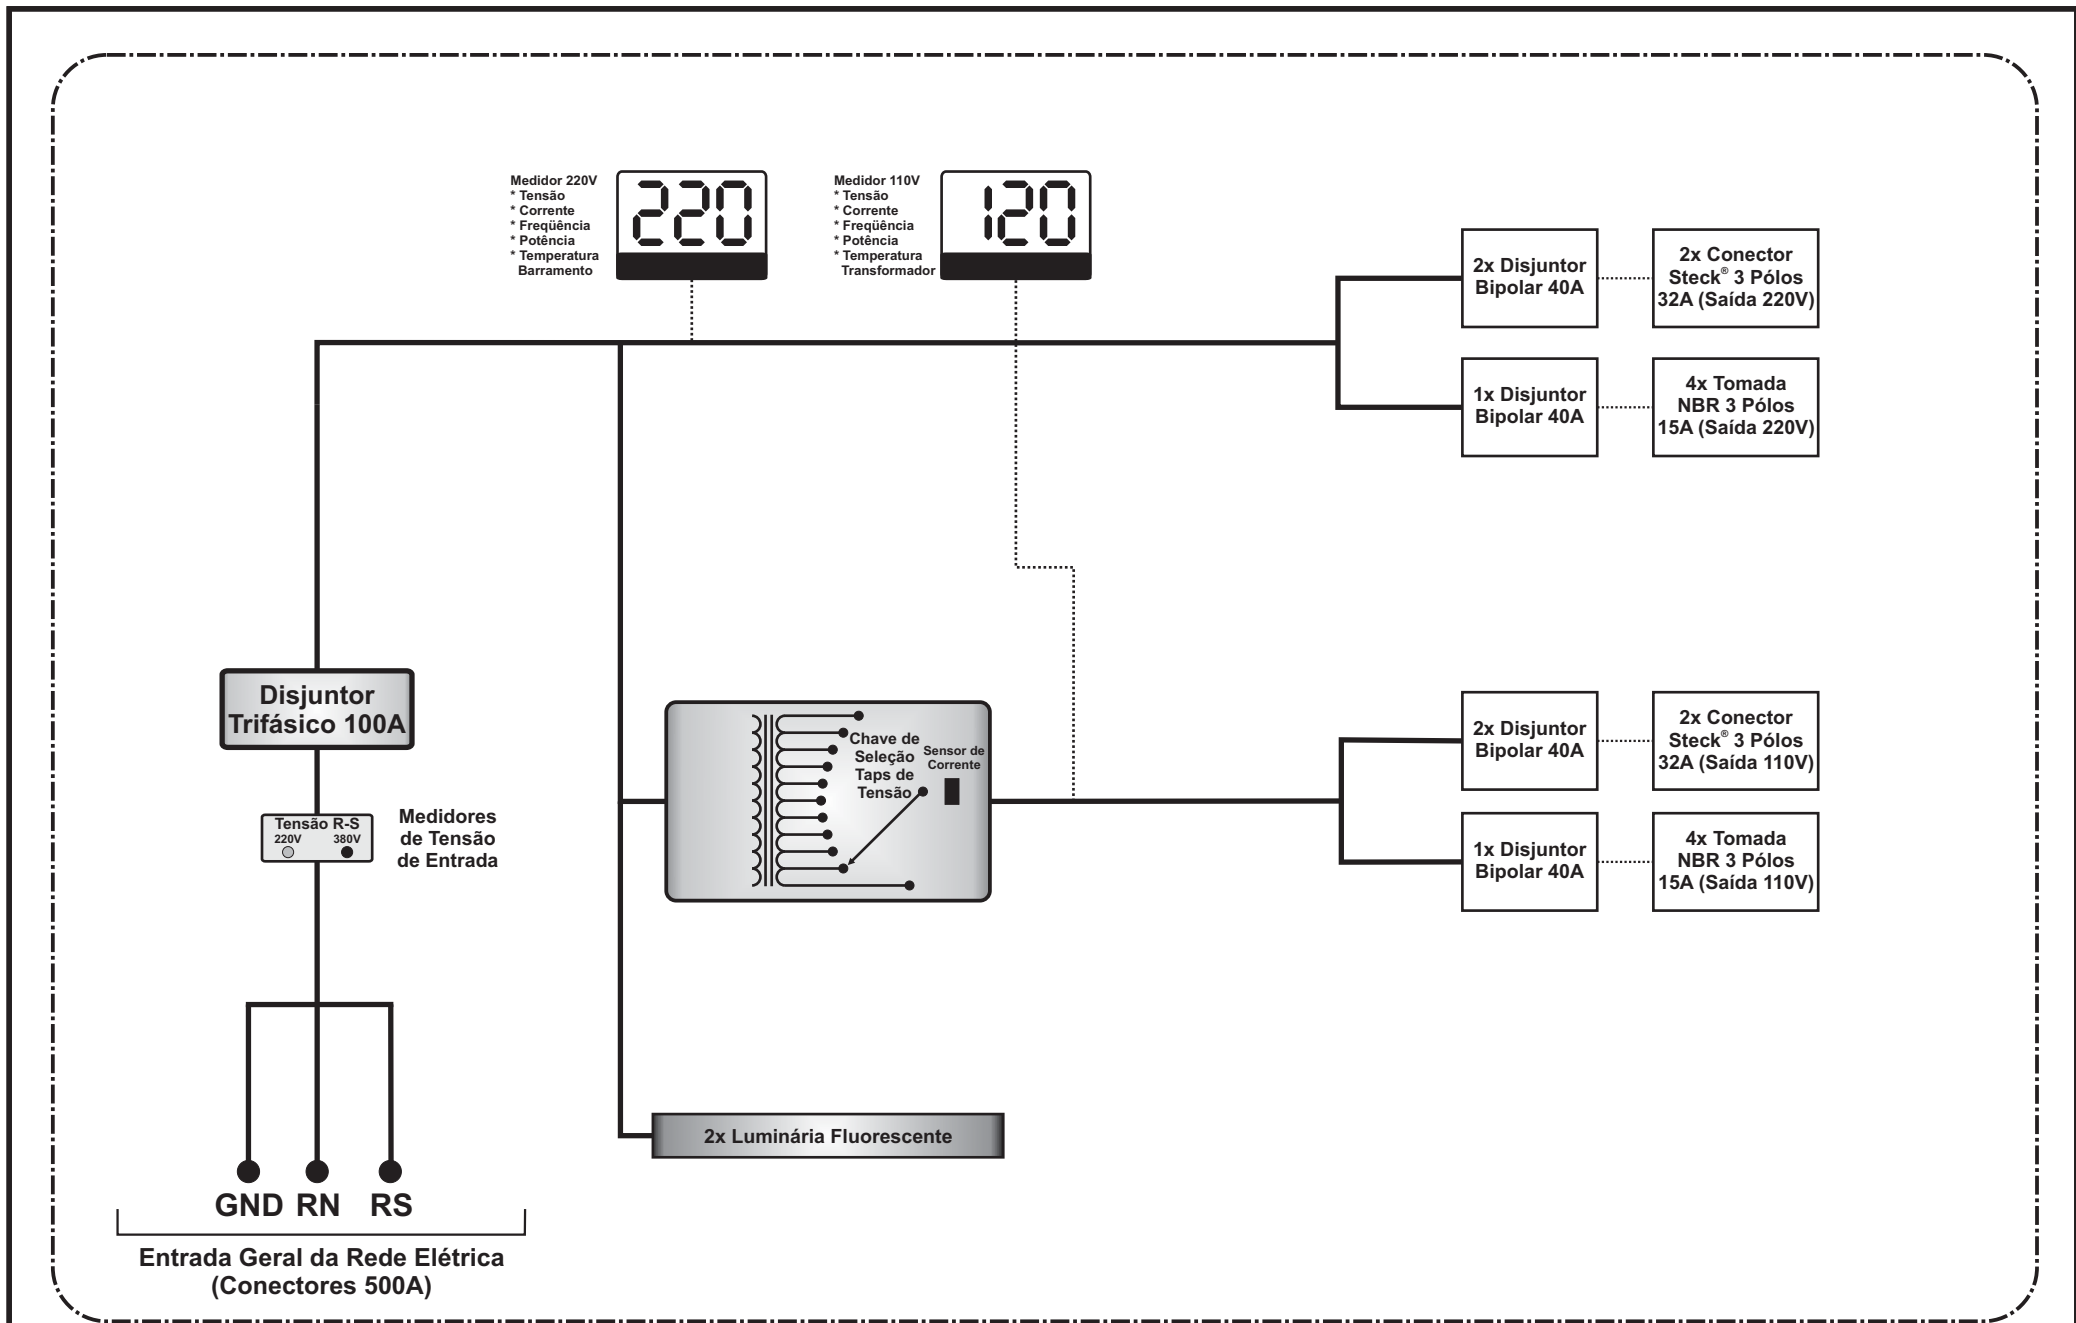 Medidor 220V
* Tensão
* Corrente
* Freqüência
* Potência
* Temperatura
Barramento
220
Medidor 110V
* Tensão
* Corrente
* Freqüência
* Potência
* Temperatura
Transformador
120
2x Disjuntor
Bipolar 40A
2x Conector
Steck® 3 Pólos
32A (Saída 220V)
1x Disjuntor
Bipolar 40A
4x Tomada
NBR 3 Pólos
15A (Saída 220V)
Disjuntor
Trifásico 100A
Tensão R-S
220V 380V
Medidores
de Tensão
de Entrada
Chave de
Seleção
Taps de
Tensão
Sensor de
Corrente
2x Disjuntor
Bipolar 40A
2x Conector
Steck® 3 Pólos
32A (Saída 110V)
1x Disjuntor
Bipolar 40A
4x Tomada
NBR 3 Pólos
15A (Saída 110V)
2x Luminária Fluorescente
GND RN RS
Entrada Geral da Rede Elétrica
(Conectores 500A)